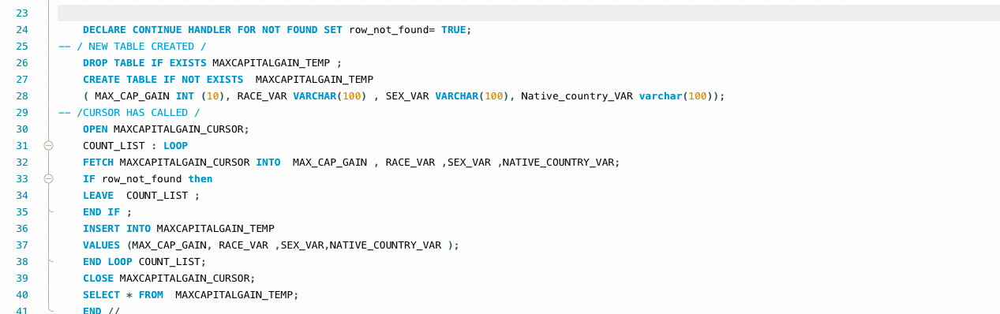 23
24 DECLARE CONTINUE HANDLER FOR NOT FOUND SET row_not_found= TRUE;
25 -- / NEW TABLE CREATED /
26 DROP TABLE IF EXISTS MAXCAPITALGAIN_TEMP ;
27 CREATE TABLE IF NOT EXISTS  MAXCAPITALGAIN_TEMP
28 ( MAX_CAP_GAIN INT (10), RACE_VAR VARCHAR(100) , SEX_VAR VARCHAR(100), Native_country_VAR varchar(100));
29 -- /CURSOR HAS CALLED /
30 OPEN MAXCAPITALGAIN_CURSOR;
31 COUNT_LIST : LOOP
32 FETCH MAXCAPITALGAIN_CURSOR INTO  MAX_CAP_GAIN , RACE_VAR ,SEX_VAR ,NATIVE_COUNTRY_VAR;
33 IF row_not_found then
34 LEAVE  COUNT_LIST ;
35 END IF ;
36 INSERT INTO MAXCAPITALGAIN_TEMP
37 VALUES (MAX_CAP_GAIN, RACE_VAR ,SEX_VAR,NATIVE_COUNTRY_VAR );
38 END LOOP COUNT_LIST;
39 CLOSE MAXCAPITALGAIN_CURSOR;
40 SELECT * FROM  MAXCAPITALGAIN_TEMP;
41 END //